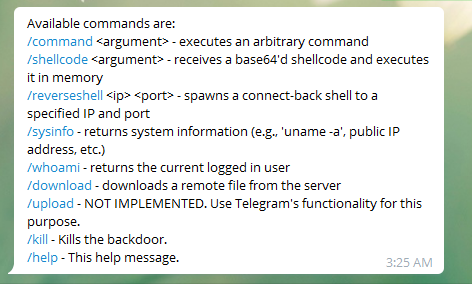 Available commands are:
/command <argument> - executes an arbitrary command
/shellcode <argument> - receives a base64'd shellcode and executes
it in memory
/reverseshell <ip> <port> - spawns a connect-back shell to a
specified IP and port
/sysinfo - returns system information (e.g., 'uname -a', public IP
address, etc.)
/whoami - returns the current logged in user
/download - downloads a remote file from the server
/upload - NOT IMPLEMENTED. Use Telegram's functionality for this
purpose.
/kill - Kills the backdoor.
/help - This help message.
3:25 AM